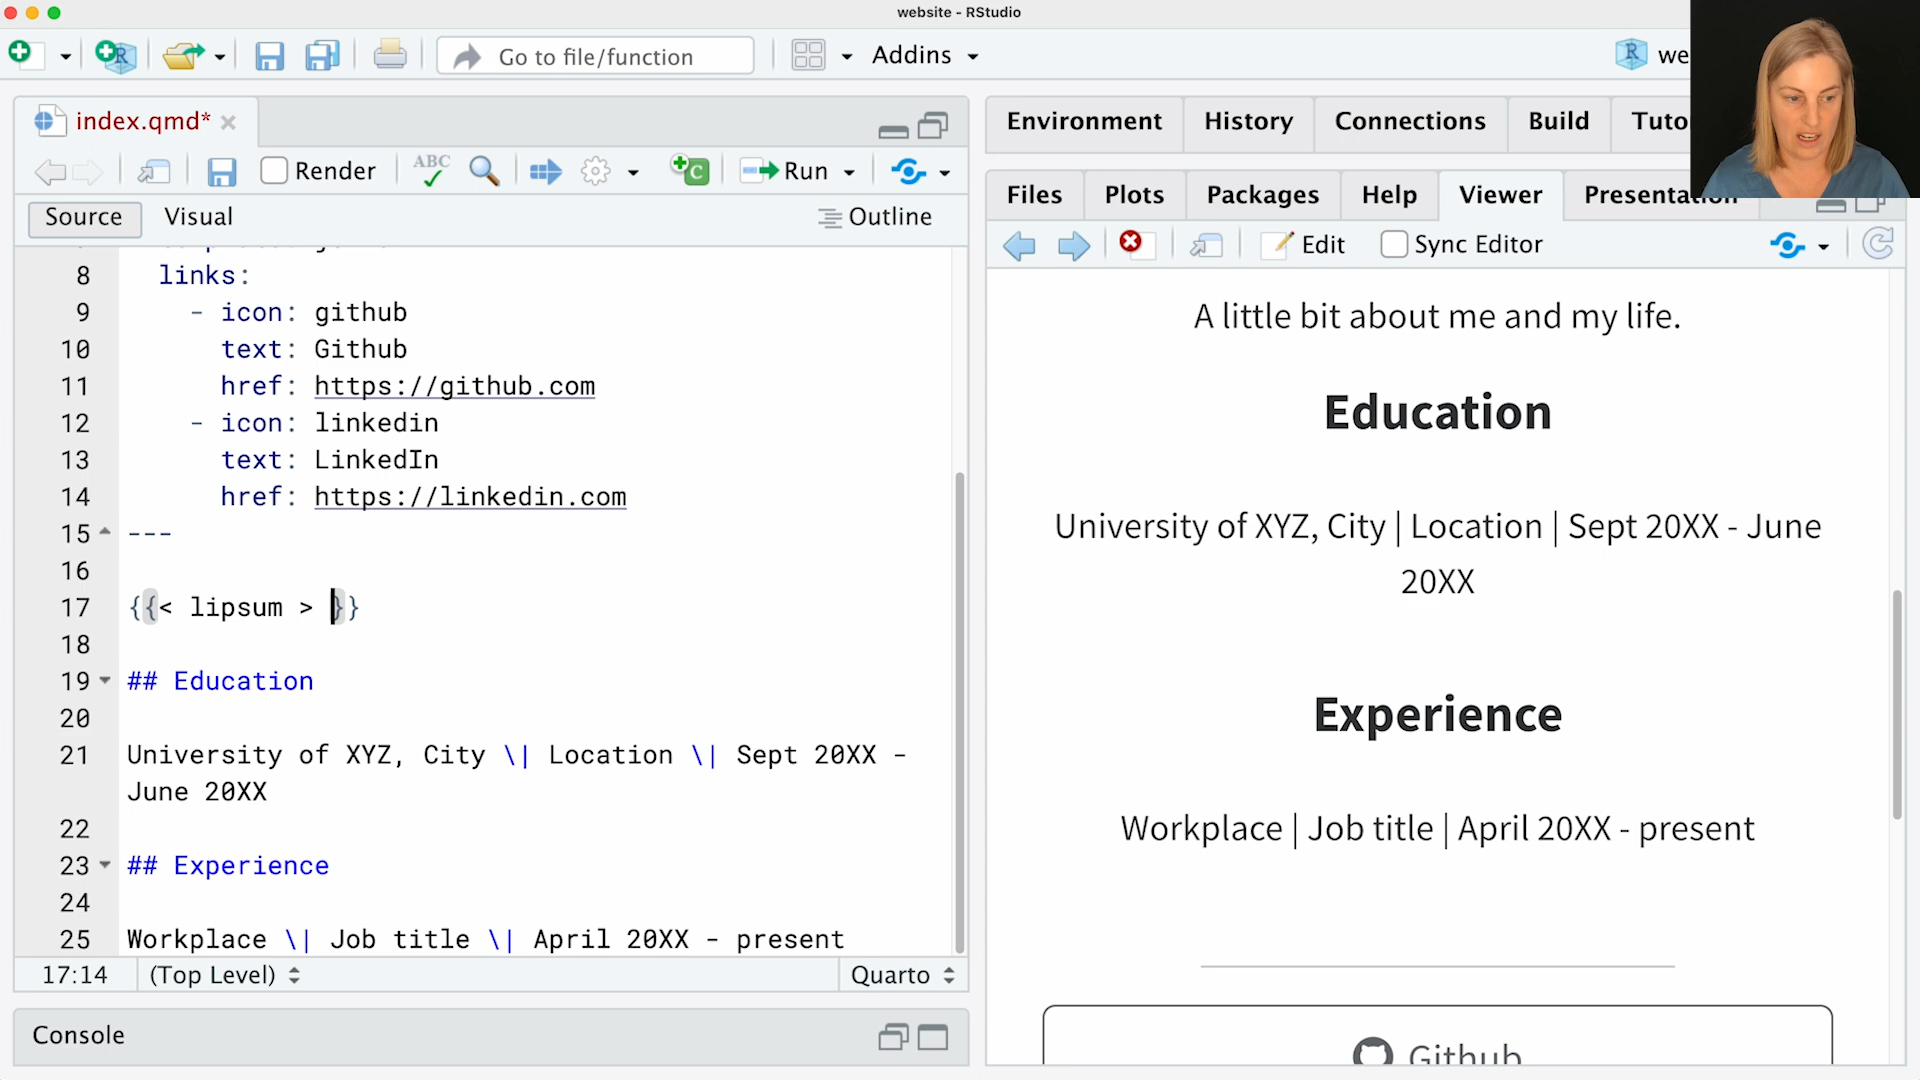 website - RStudio
Go to file/function
Addins
we
index.qmd*
Render
ABC
Run
Source
Visual
Outline
8 links:
9 - icon: github
10 text: Github
11 href: https://github.com
12 - icon: linkedin
13 text: LinkedIn
14 href: https://linkedin.com
15 ---
16
17 {{< lipsum > }}
18
19 ## Education
20
21 University of XYZ, City \| Location \| Sept 20XX -
June 20XX
22
23 ## Experience
24
25 Workplace \| Job title \| April 20XX - present
17:14
(Top Level)
Quarto
Console
Environment
History
Connections
Build
Tuto
Files
Plots
Packages
Help
Viewer
Presentation
Edit
Sync Editor
A little bit about me and my life.
Education
University of XYZ, City | Location | Sept 20XX - June
20XX
Experience
Workplace | Job title | April 20XX - present
Github